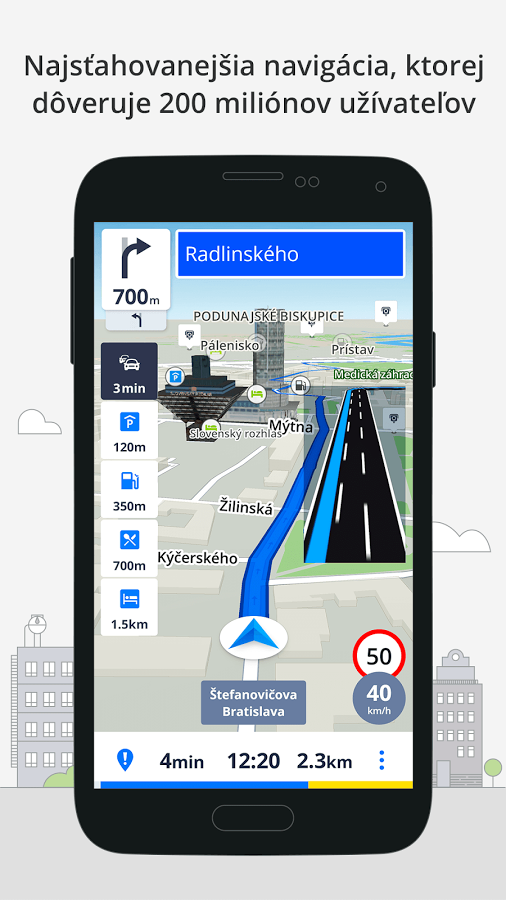 Najsťahovanejšia navigácia, ktorej
dôveruje 200 miliónov užívateľov
Radlinského
700m
PODUNAJSKÉ BISKUPICE
Pálenisko
Prístav
3min
Medická záhrad
P
120m
Slovenský rozhlas
Mýtna
350m
Žilinská
700m
Kýčerského
1.5km
50
40
km/h
Štefanovičova
Bratislava
4min 12:20 2.3km